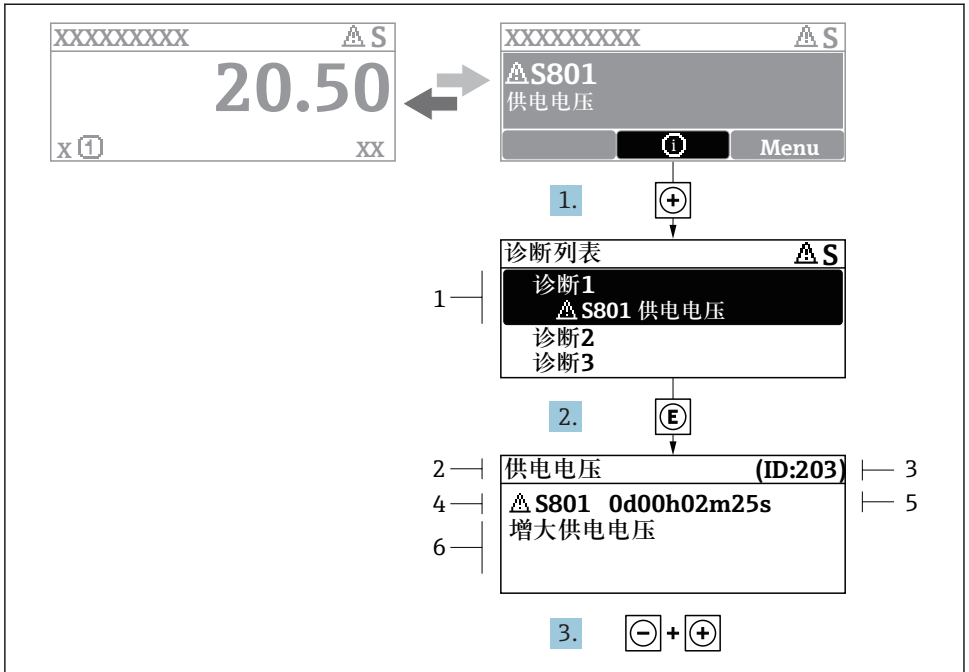 XXXXXXXXX S
20.50
X 1 XX
XXXXXXXXX S
S801
供电电压
i Menu
1. +
诊断列表 S
1 诊断1
S801 供电电压
诊断2
诊断3
2. E
2 供电电压 (ID:203) 3
4 S801 0d00h02m25s 5
6 增大供电电压
3. - + +